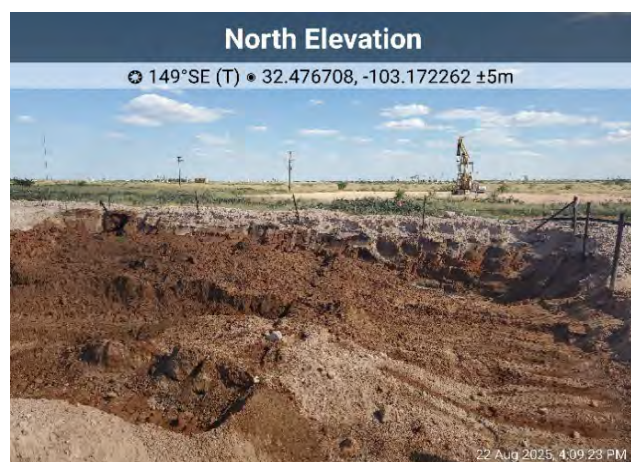 North Elevation
149°SE (T) ● 32.476708, -103.172262 ±5m
22 Aug 2025, 4:09:23 PM